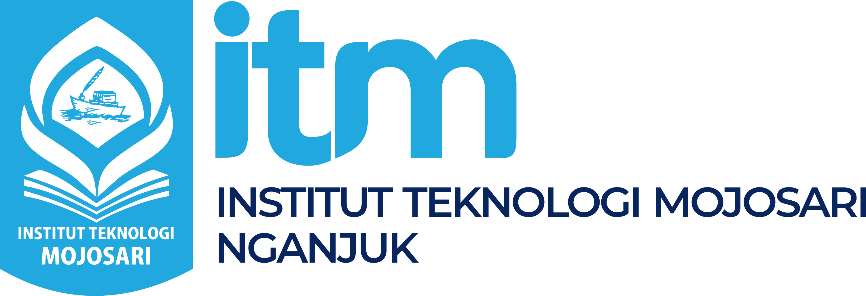 INSTITUT TEKNOLOGI
MOJOSARI
itm
INSTITUT TEKNOLOGI MOJOSARI
NGANJUK